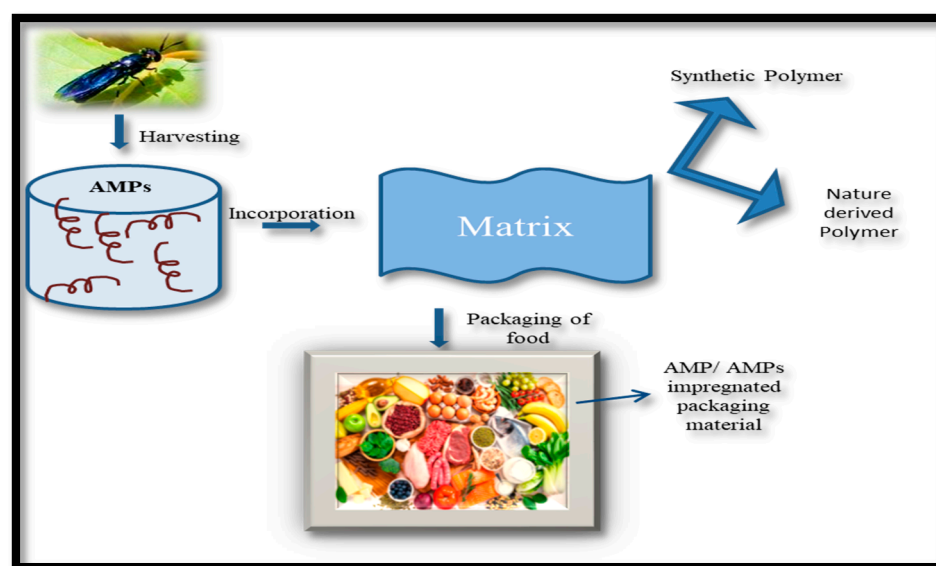 Synthetic Polymer
Harvesting
AMPs
Incorporation
Matrix
Nature
derived
Polymer
Packaging of
food
AMP/ AMPs
impregnated
packaging
material